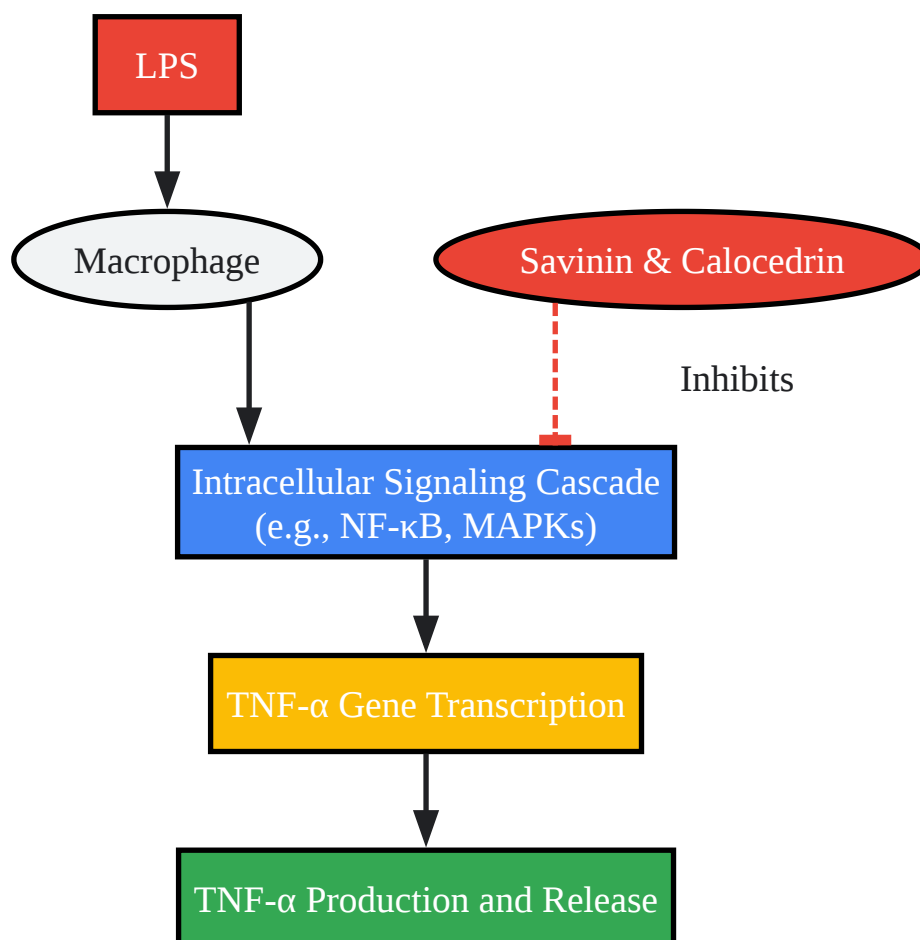 LPS
Macrophage
Savinin & Calocedrin
Inhibits
Intracellular Signaling Cascade
(e.g., NF-κB, MAPKs)
TNF-α Gene Transcription
TNF-α Production and Release